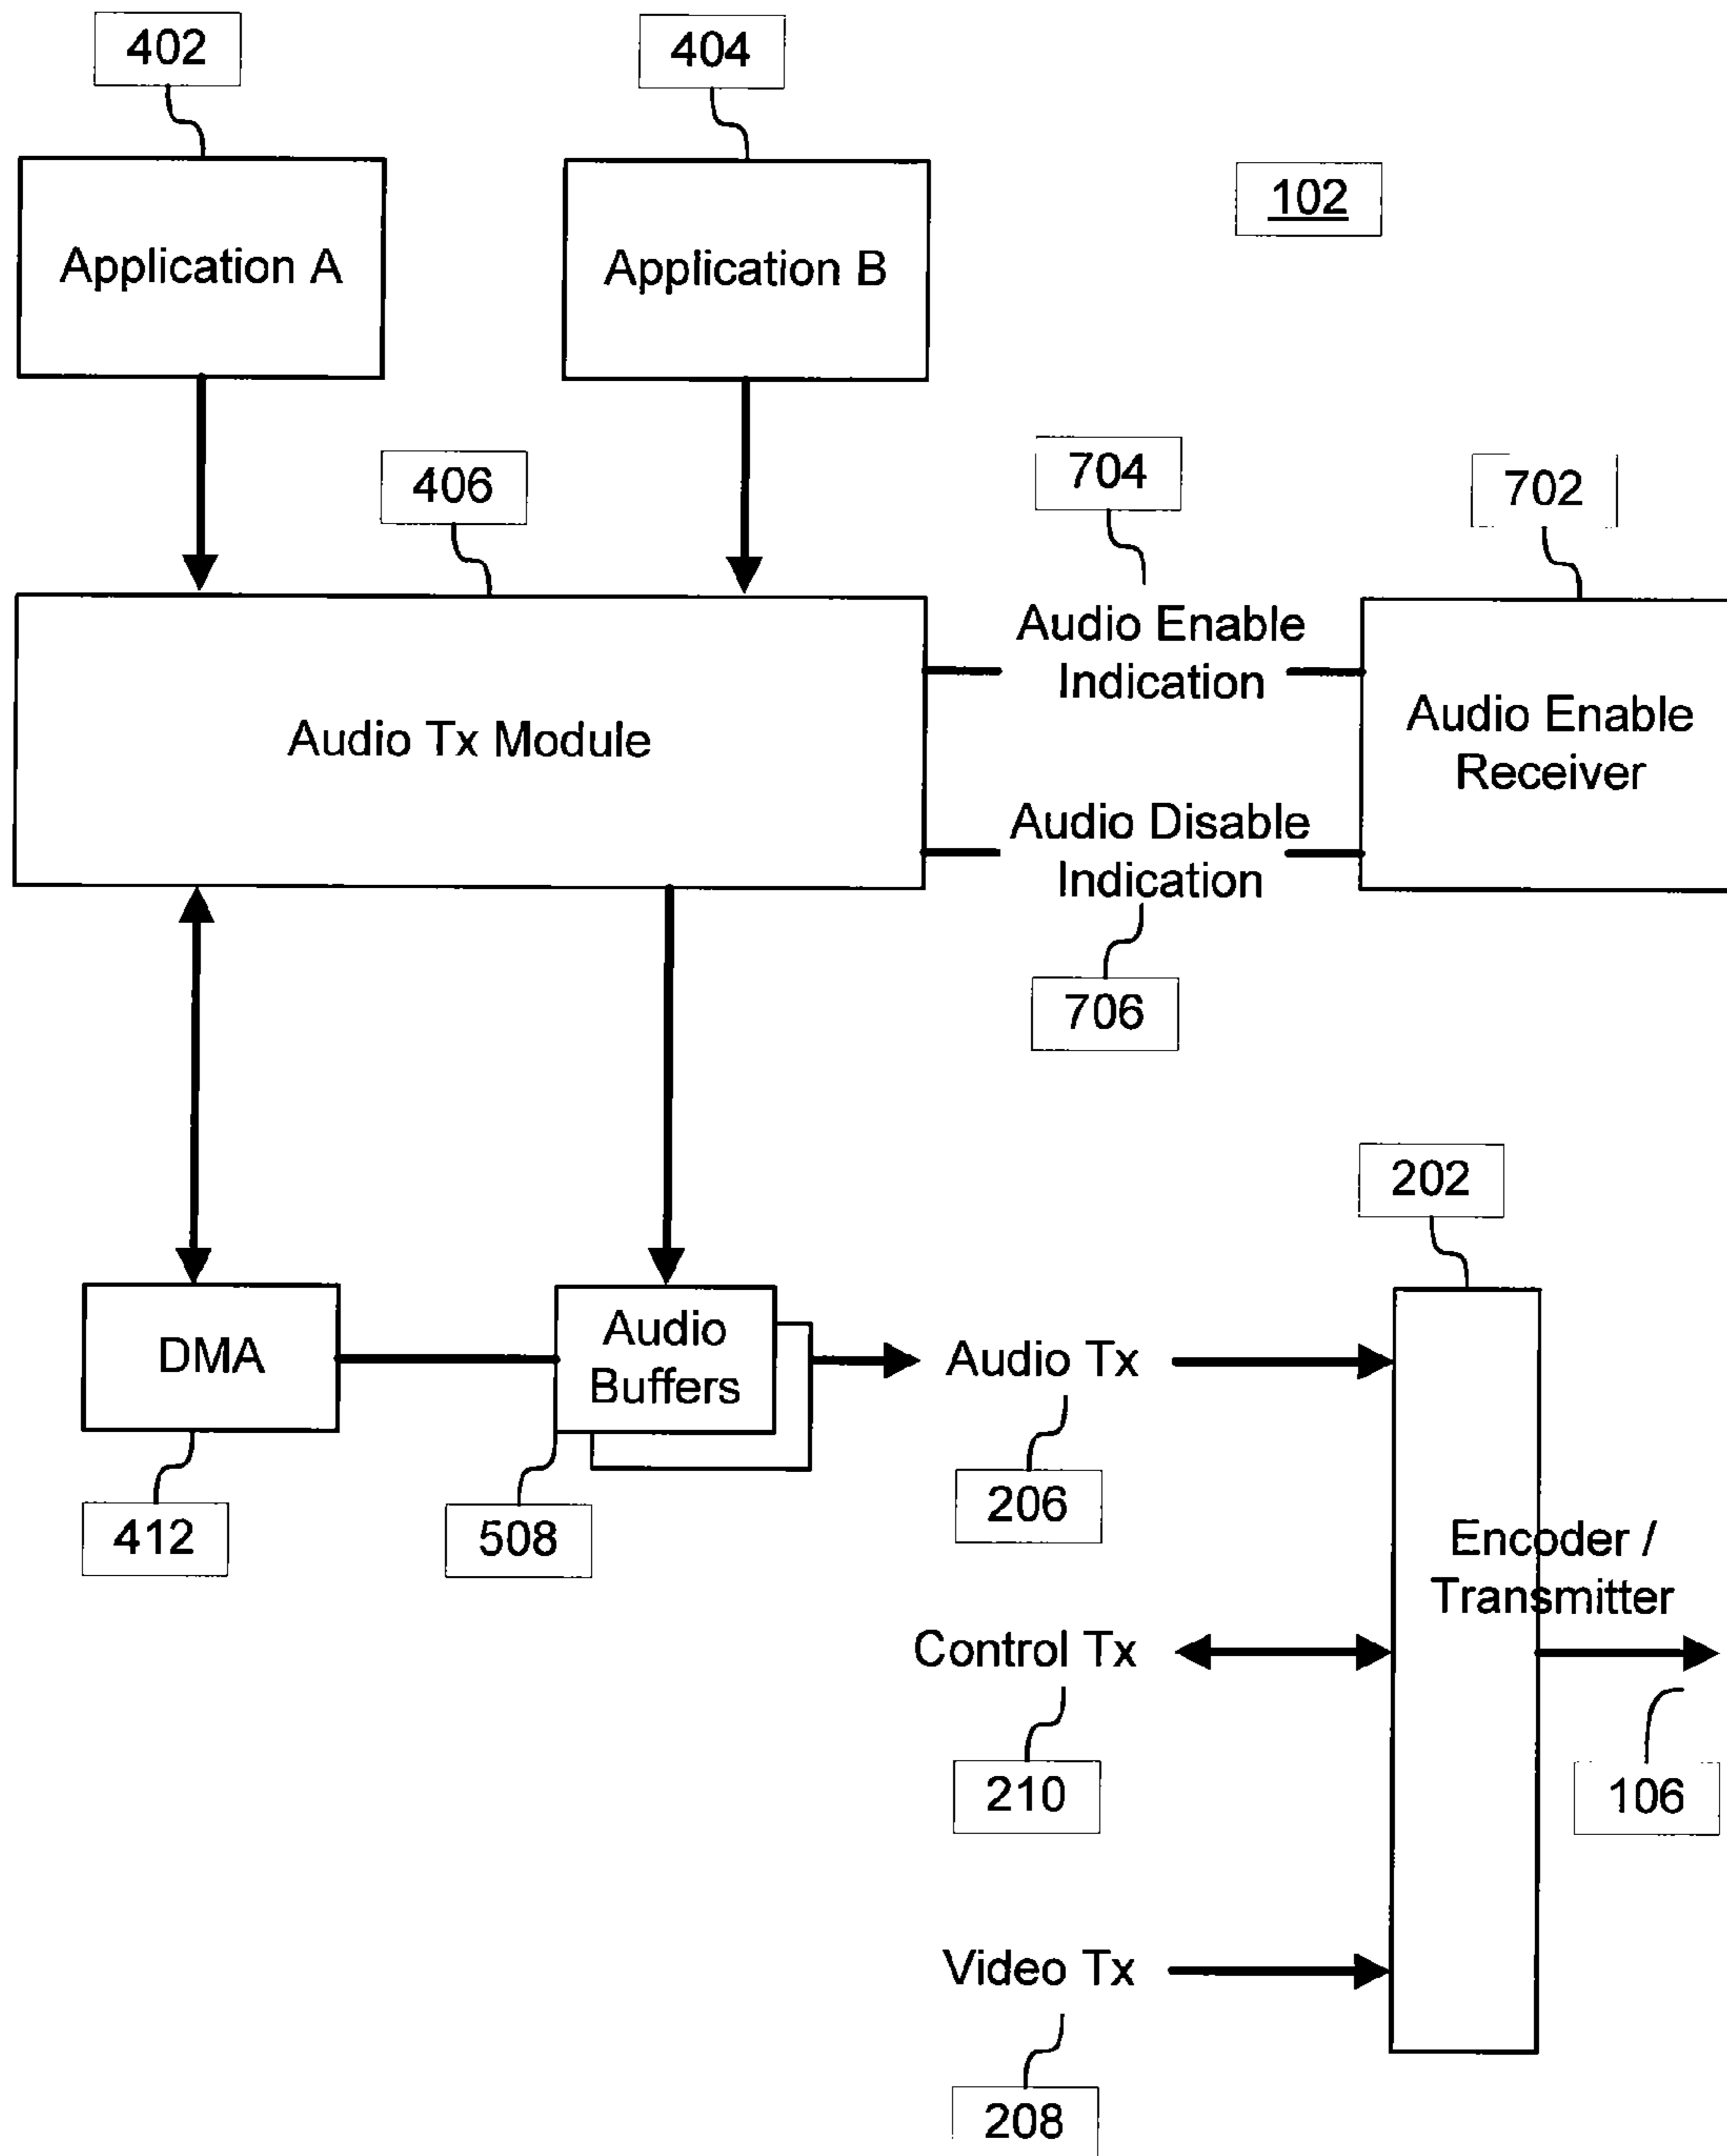 402
404
102
Application A
Application B
406
704
702
Audio Enable
Indication
Audio Tx Module
Audio Enable
Receiver
Audio Disable
Indication
706
202
DMA
Audio
Buffers
Audio Tx
412
508
206
Encoder /
Transmitter
Control Tx
210
106
Video Tx
208